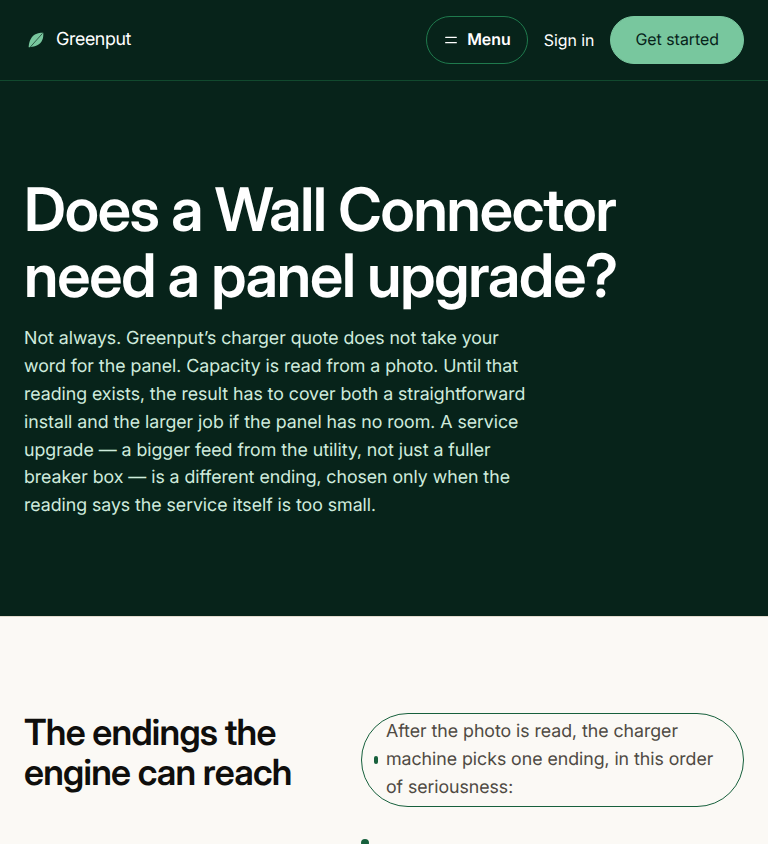 Greenput
Menu
Sign in
Get started
Does a Wall Connector
need a panel upgrade?
Not always. Greenput’s charger quote does not take your
word for the panel. Capacity is read from a photo. Until that
reading exists, the result has to cover both a straightforward
install and the larger job if the panel has no room. A service
upgrade — a bigger feed from the utility, not just a fuller
breaker box — is a different ending, chosen only when the
reading says the service itself is too small.
The endings the
engine can reach
After the photo is read, the charger
machine picks one ending, in this order
of seriousness: